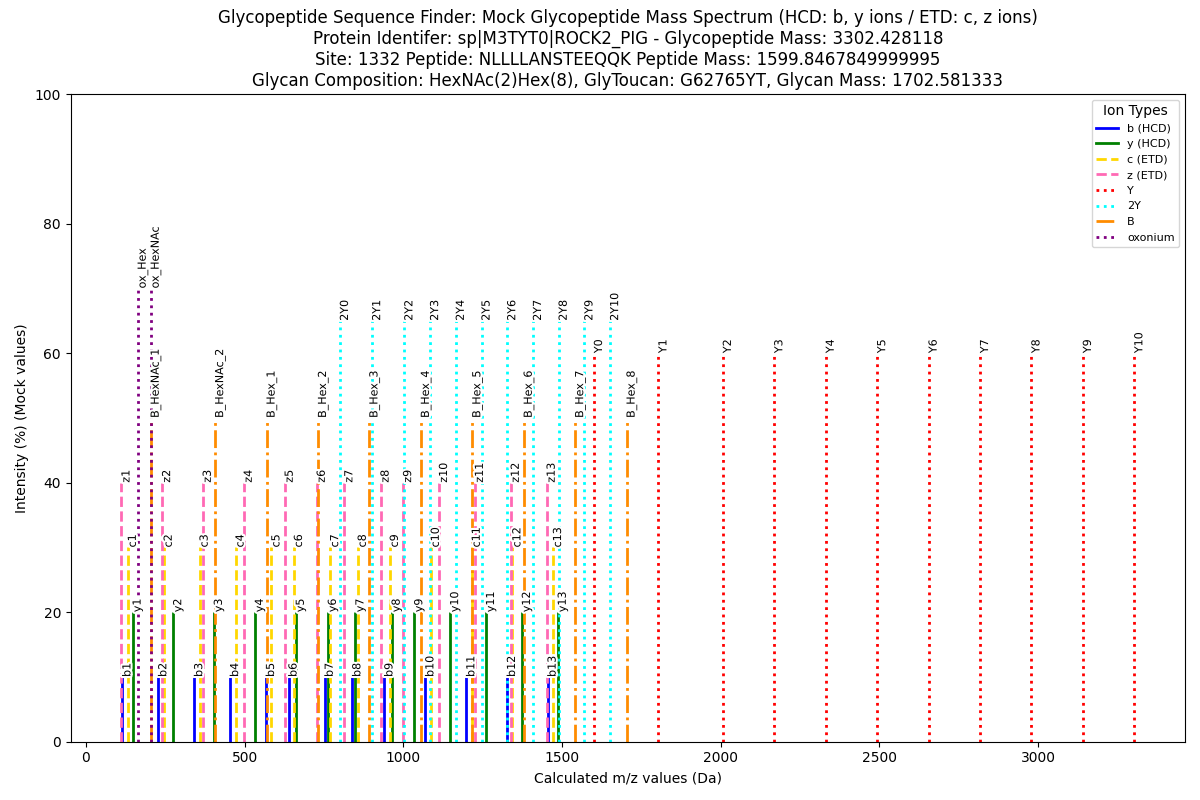 Glycopeptide Sequence Finder: Mock Glycopeptide Mass Spectrum (HCD: b, y ions / ETD: c, z ions)
Protein Identifer: sp|M3TYT0|ROCK2_PIG - Glycopeptide Mass: 3302.428118
Site: 1332 Peptide: NLLLLANSTEEQQK Peptide Mass: 1599.8467849999995
Glycan Composition: HexNAc(2)Hex(8), GlyToucan: G62765YT, Glycan Mass: 1702.581333
Intensity (%) (Mock values)
100
80
60
40
20
0
Ion Types
b (HCD)
y (HCD)
c (ETD)
z (ETD)
Y
2Y
B
oxonium
ox_Hex
ox_HexNAc
2Y0
2Y1
2Y2
2Y3
2Y4
2Y5
2Y6
2Y7
2Y8
2Y9
2Y10
Y0
Y1
Y2
Y3
Y4
Y5
Y6
Y7
Y8
Y9
Y10
B_HexNAc_1
B_HexNAc_2
B_Hex_1
B_Hex_2
B_Hex_3
B_Hex_4
B_Hex_5
B_Hex_6
B_Hex_7
B_Hex_8
z1
z2
z3
z4
z5
z6
z7
z8
z9
z10
z11
z12
z13
c1
c2
c3
c4
c5
c6
c7
c8
c9
c10
c11
c12
c13
y1
y2
y3
y4
y5
y6
y7
y8
y9
y10
y11
y12
y13
b1
b2
b3
b4
b5
b6
b7
b8
b9
b10
b11
b12
b13
0
500
1000
1500
2000
2500
3000
Calculated m/z values (Da)